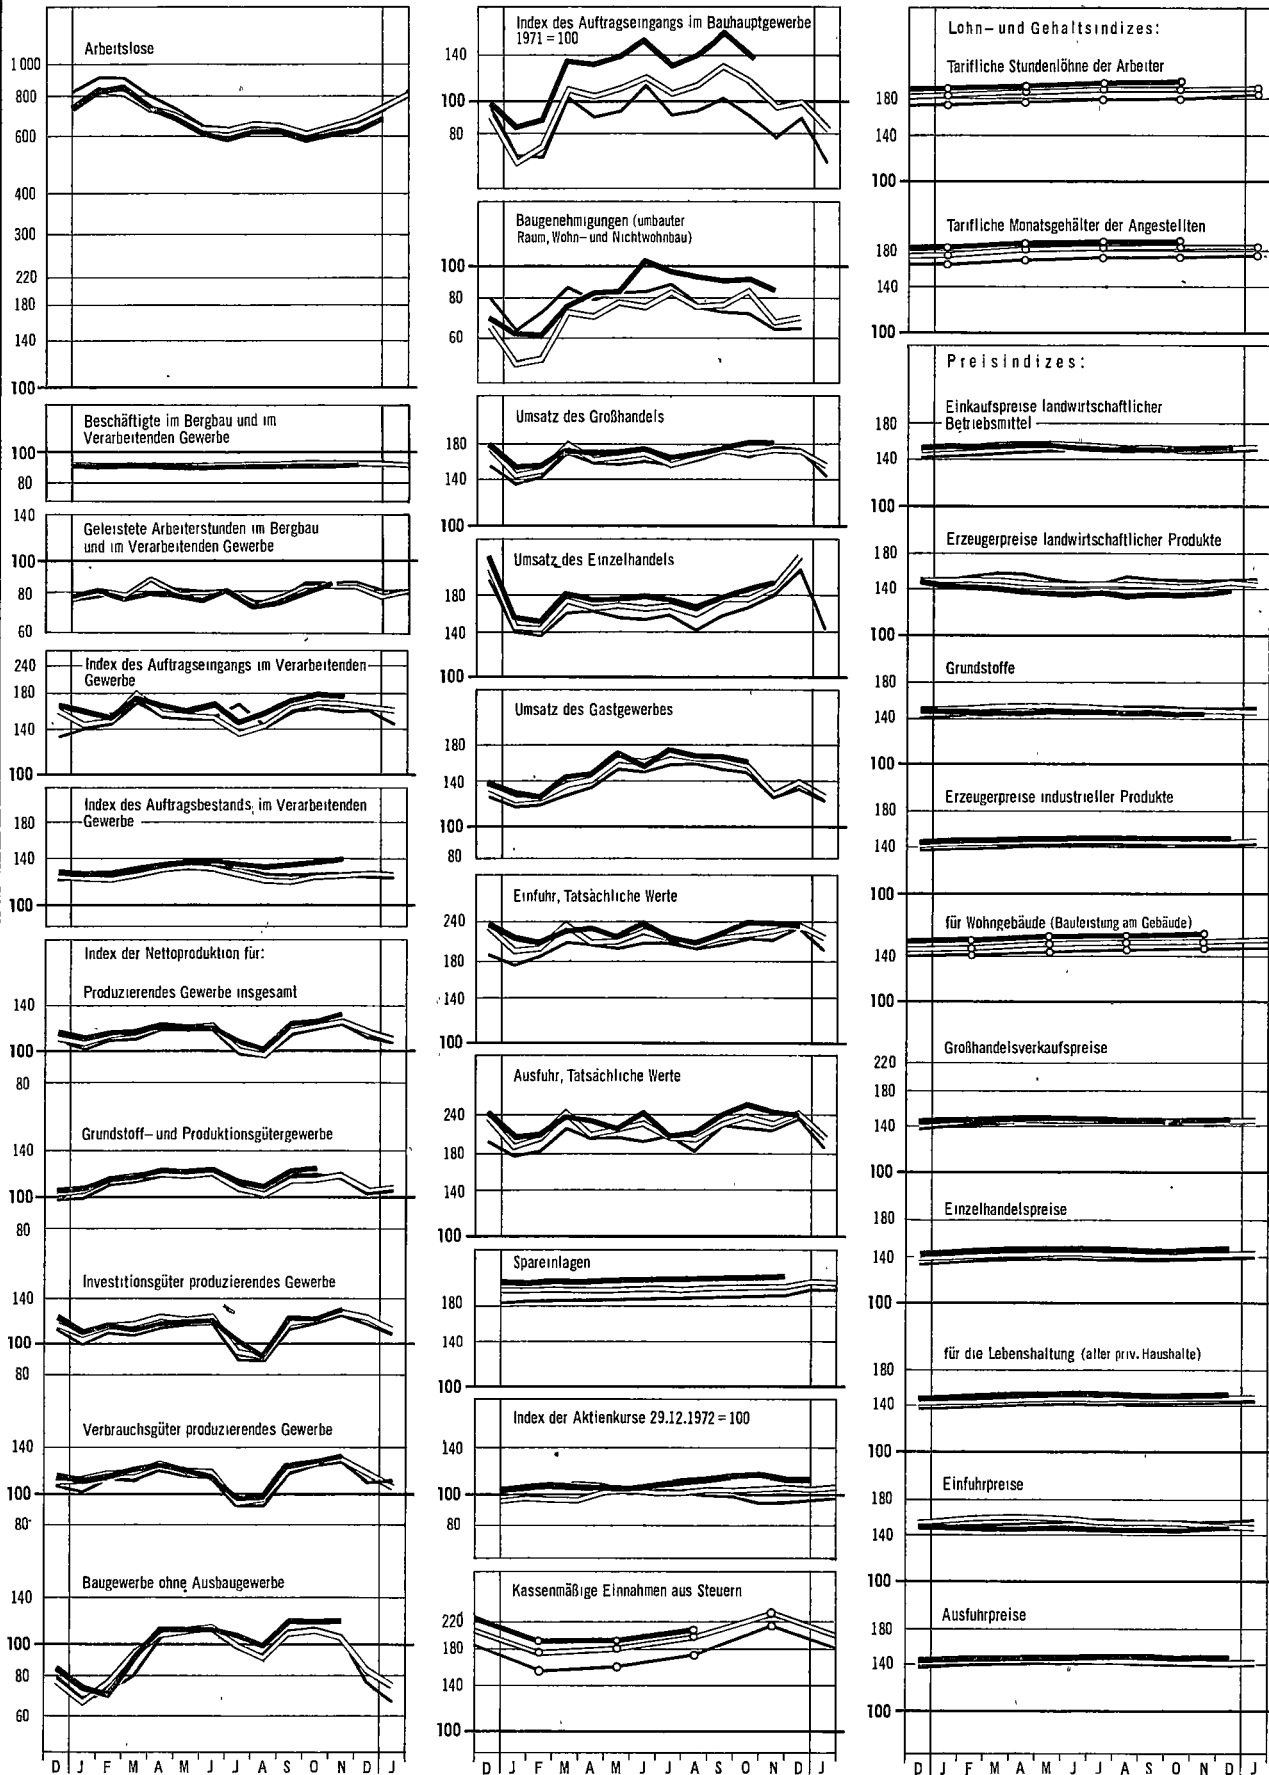 Arbeitslose
1 000
800
600
400
300
220
180
140
100
Beschäftigte im Bergbau und im
Verarbeitenden Gewerbe
100
80
140
Geleistete Arbeiterstunden im Bergbau
und im Verarbeitenden Gewerbe
100
80
60
240
Index des Auftragseingangs im Verarbeitenden
Gewerbe
180
140
100
Index des Auftragsbestands im Verarbeitenden
Gewerbe
180
140
100
Index der Nettoproduktion für:
Produzierendes Gewerbe insgesamt
140
100
80
Grundstoff- und Produktionsgütergewerbe
140
100
80
Investitionsgüter produzierendes Gewerbe
140
100
80
Verbrauchsgüter produzierendes Gewerbe
140
100
80
Baugewerbe ohne Ausbaugewerbe
140
100
80
60
D J F M A M J J A S O N D J
Index des Auftragseingangs im Bauhauptgewerbe
1971 = 100
140
100
80
Baugenehmigungen (umbauter
Raum, Wohn- und Nichtwohnbau)
100
80
60
Umsatz des Großhandels
180
140
100
Umsatz des Einzelhandels
180
140
100
Umsatz des Gastgewerbes
180
140
100
80
Einfuhr, Tatsächliche Werte
240
180
140
100
Ausfuhr, Tatsächliche Werte
240
180
140
100
Spareinlagen
180
140
100
Index der Aktienkurse 29.12.1972 = 100
140
100
80
Kassenmäßige Einnahmen aus Steuern
220
180
140
100
D J F M A M J J A S O N D J
Lohn- und Gehaltsindizes:
Tarifliche Stundenlöhne der Arbeiter
180
140
100
Tarifliche Monatsgehälter der Angestellten
180
140
100
Preisindizes:
Einkaufspreise landwirtschaftlicher
Betriebsmittel
180
140
100
Erzeugerpreise landwirtschaftlicher Produkte
180
140
100
Grundstoffe
180
140
100
Erzeugerpreise industrieller Produkte
180
140
100
für Wohngebäude (Bauleistung am Gebäude)
140
100
Großhandelsverkaufspreise
220
180
140
100
Einzelhandelspreise
180
140
100
für die Lebenshaltung (aller priv. Haushalte)
180
140
100
Einfuhrpreise
180
140
100
Ausfuhrpreise
180
140
100
D J F M A M J J A S O N D J